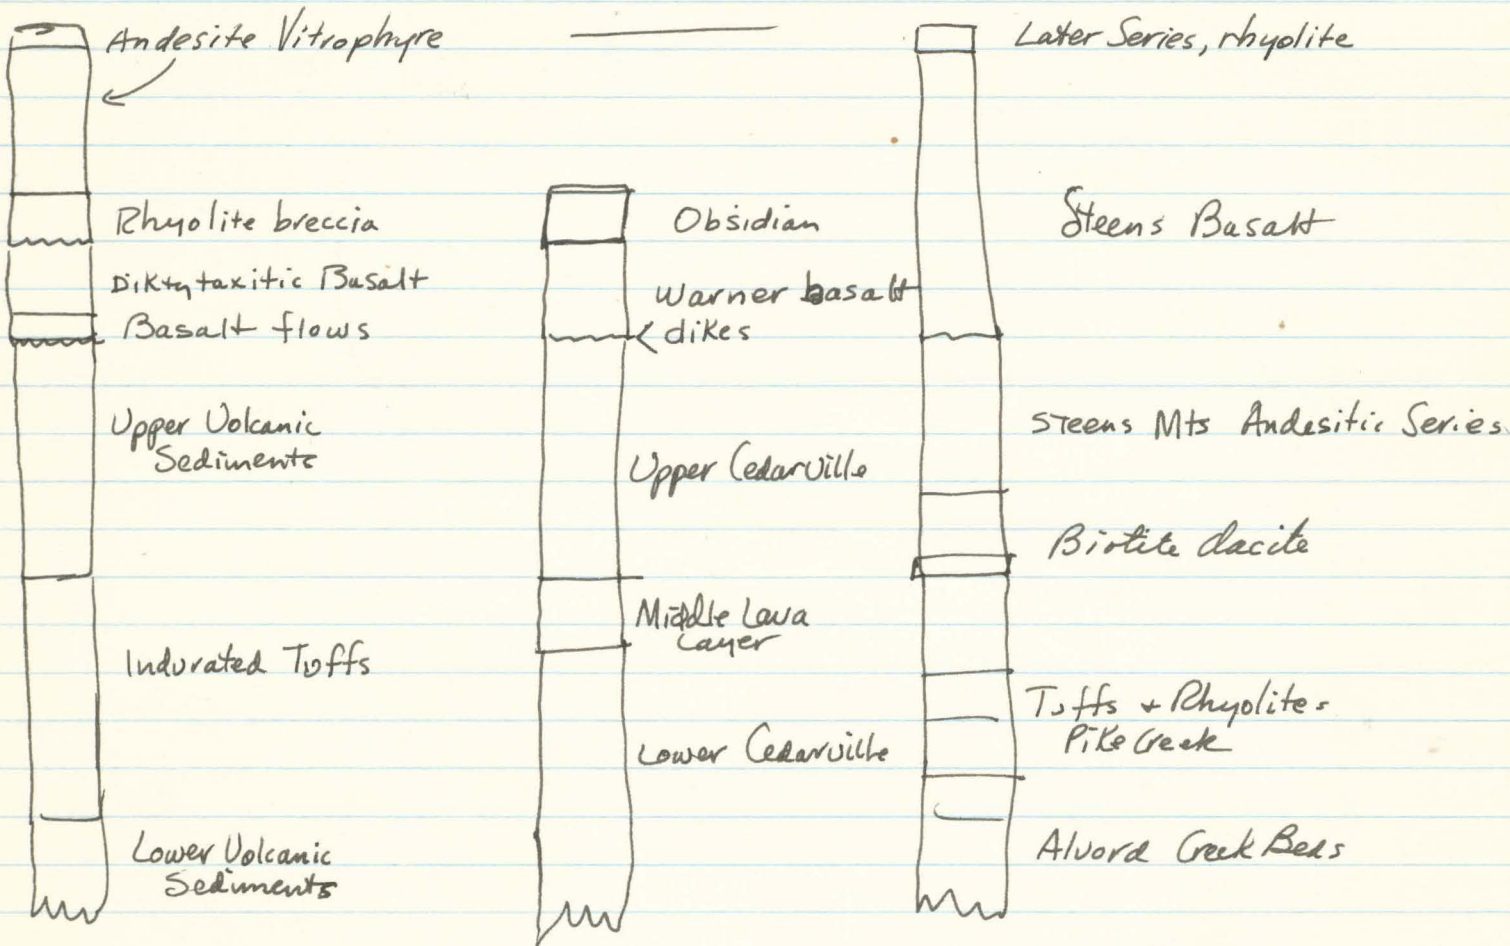 Andesite Vitrophyre
Rhyolite breccia
Diktytaxitic Basalt
Basalt flows
Upper Volcanic
Sediments
Indurated Tuffs
Lower Volcanic
Sediments
Obsidian
Warner basalt
dikes
Upper Cedarville
Middle Lava
Layer
Lower Cedarville
Later Series, rhyolite
Steens Basalt
Steens Mts Andesitic Series
Biotite dacite
Tuffs + Rhyolite -
Pike Creek
Alvord Creek Beds